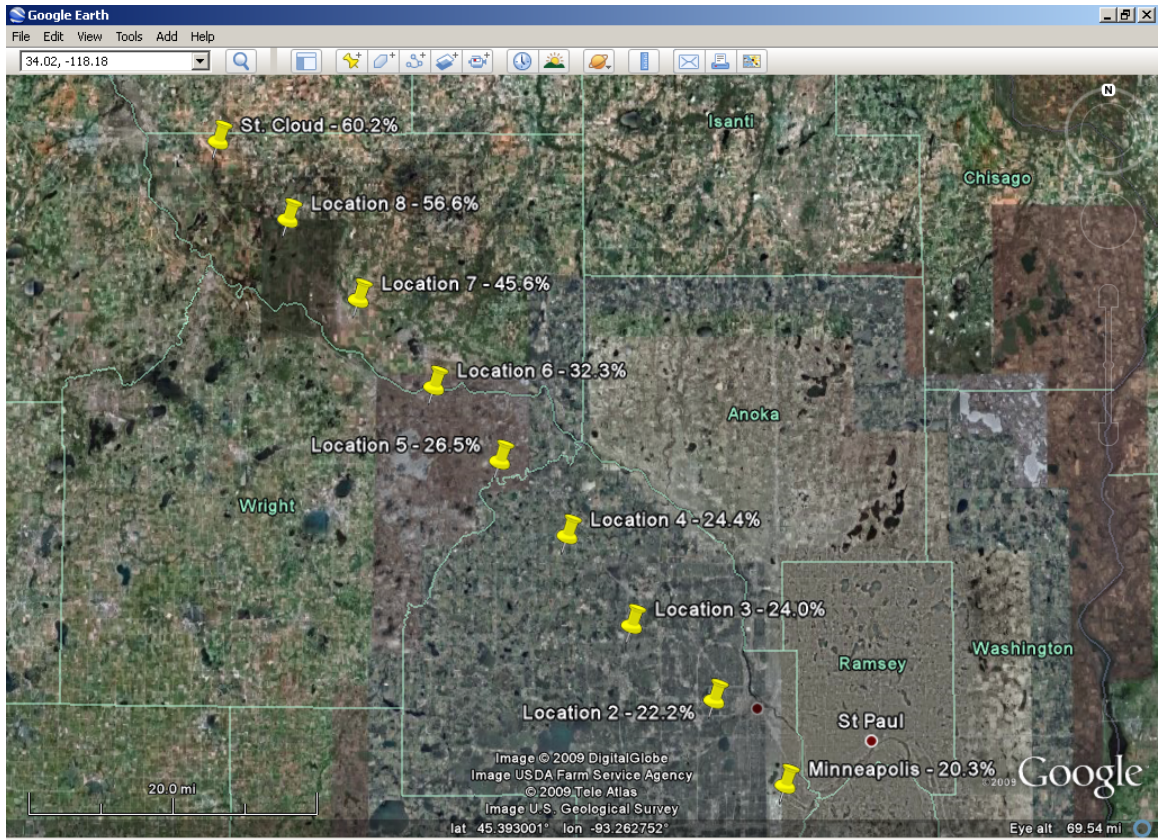 Google Earth
File Edit View Tools Add Help
34.02, -118.18
N
St. Cloud - 60.2%
Isanti
Chisago
Location 8 - 56.6%
Location 7 - 45.6%
Location 6 - 32.3%
Anoka
Location 5 - 26.5%
Wright
Location 4 - 24.4%
Location 3 - 24.0%
Washington
Ramsey
Location 2 - 22.2%
St Paul
Minneapolis - 20.3%
Image © 2009 DigitalGlobe
Image USDA Farm Service Agency
© 2009 Tele Atlas
Image U.S. Geological Survey
20.0 mi
©2009 Google
lat 45.393001° lon -93.262752°
Eye alt 69.54 mi